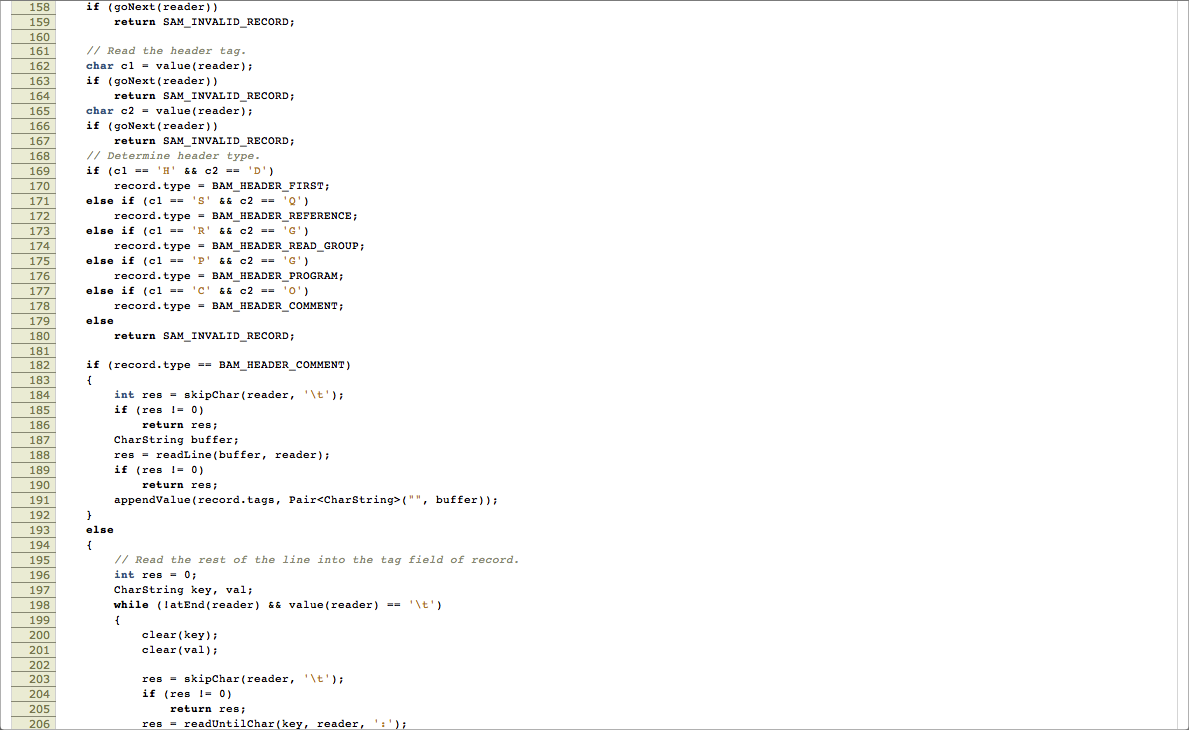 158 if (goNext(reader))
159 return SAM_INVALID_RECORD;
160
161 // Read the header tag.
162 char c1 = value(reader);
163 if (goNext(reader))
164 return SAM_INVALID_RECORD;
165 char c2 = value(reader);
166 if (goNext(reader))
167 return SAM_INVALID_RECORD;
168 // Determine header type.
169 if (c1 == 'H' && c2 == 'D')
170 record.type = BAM_HEADER_FIRST;
171 else if (c1 == 'S' && c2 == 'Q')
172 record.type = BAM_HEADER_REFERENCE;
173 else if (c1 == 'R' && c2 == 'G')
174 record.type = BAM_HEADER_READ_GROUP;
175 else if (c1 == 'P' && c2 == 'G')
176 record.type = BAM_HEADER_PROGRAM;
177 else if (c1 == 'C' && c2 == 'O')
178 record.type = BAM_HEADER_COMMENT;
179 else
180 return SAM_INVALID_RECORD;
181
182 if (record.type == BAM_HEADER_COMMENT)
183 {
184 int res = skipChar(reader, '\t');
185 if (res != 0)
186 return res;
187 CharString buffer;
188 res = readLine(buffer, reader);
189 if (res != 0)
190 return res;
191 appendValue(record.tags, Pair<CharString>("", buffer));
192 }
193 else
194 {
195 // Read the rest of the line into the tag field of record.
196 int res = 0;
197 CharString key, val;
198 while (!atEnd(reader) && value(reader) == '\t')
199 {
200 clear(key);
201 clear(val);
202
203 res = skipChar(reader, '\t');
204 if (res != 0)
205 return res;
206 res = readUntilChar(key, reader, ':');